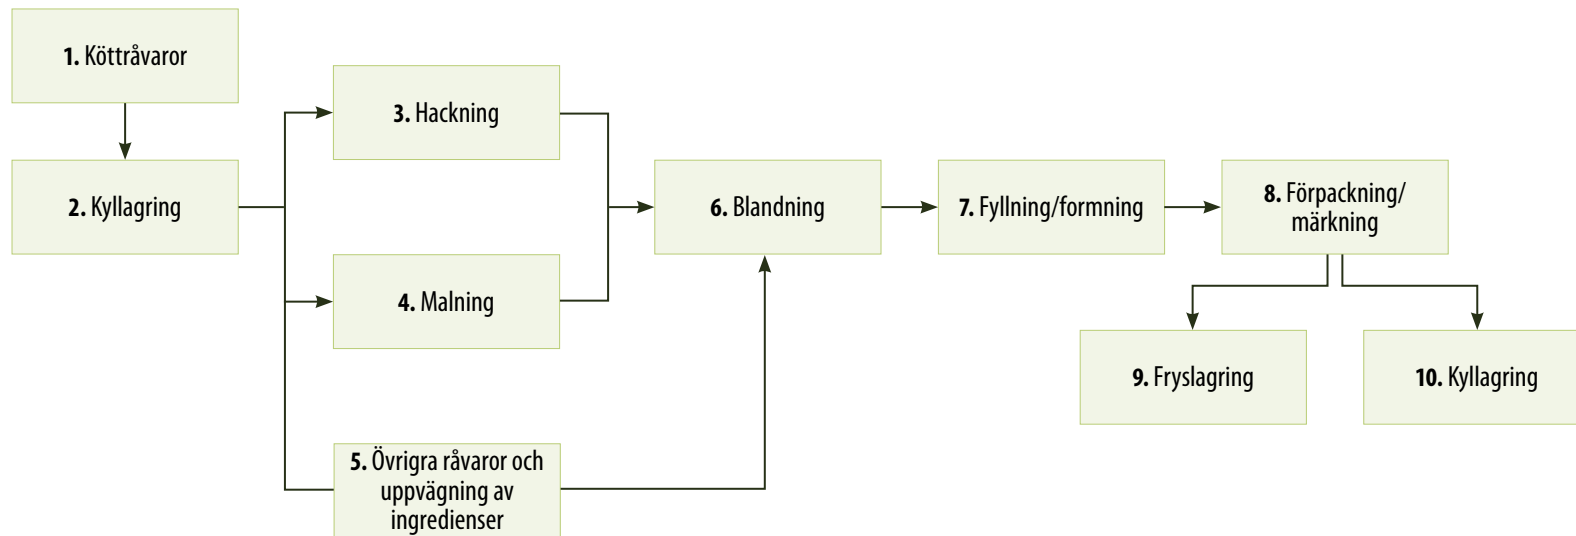 1. Köttråvaror
2. Kyllagring
3. Hackning
4. Malning
5. Övrigra råvaror och
uppvägning av
ingredienser
6. Blandning
7. Fyllning/formning
8. Förpackning/
märkning
9. Fryslagring
10. Kyllagring